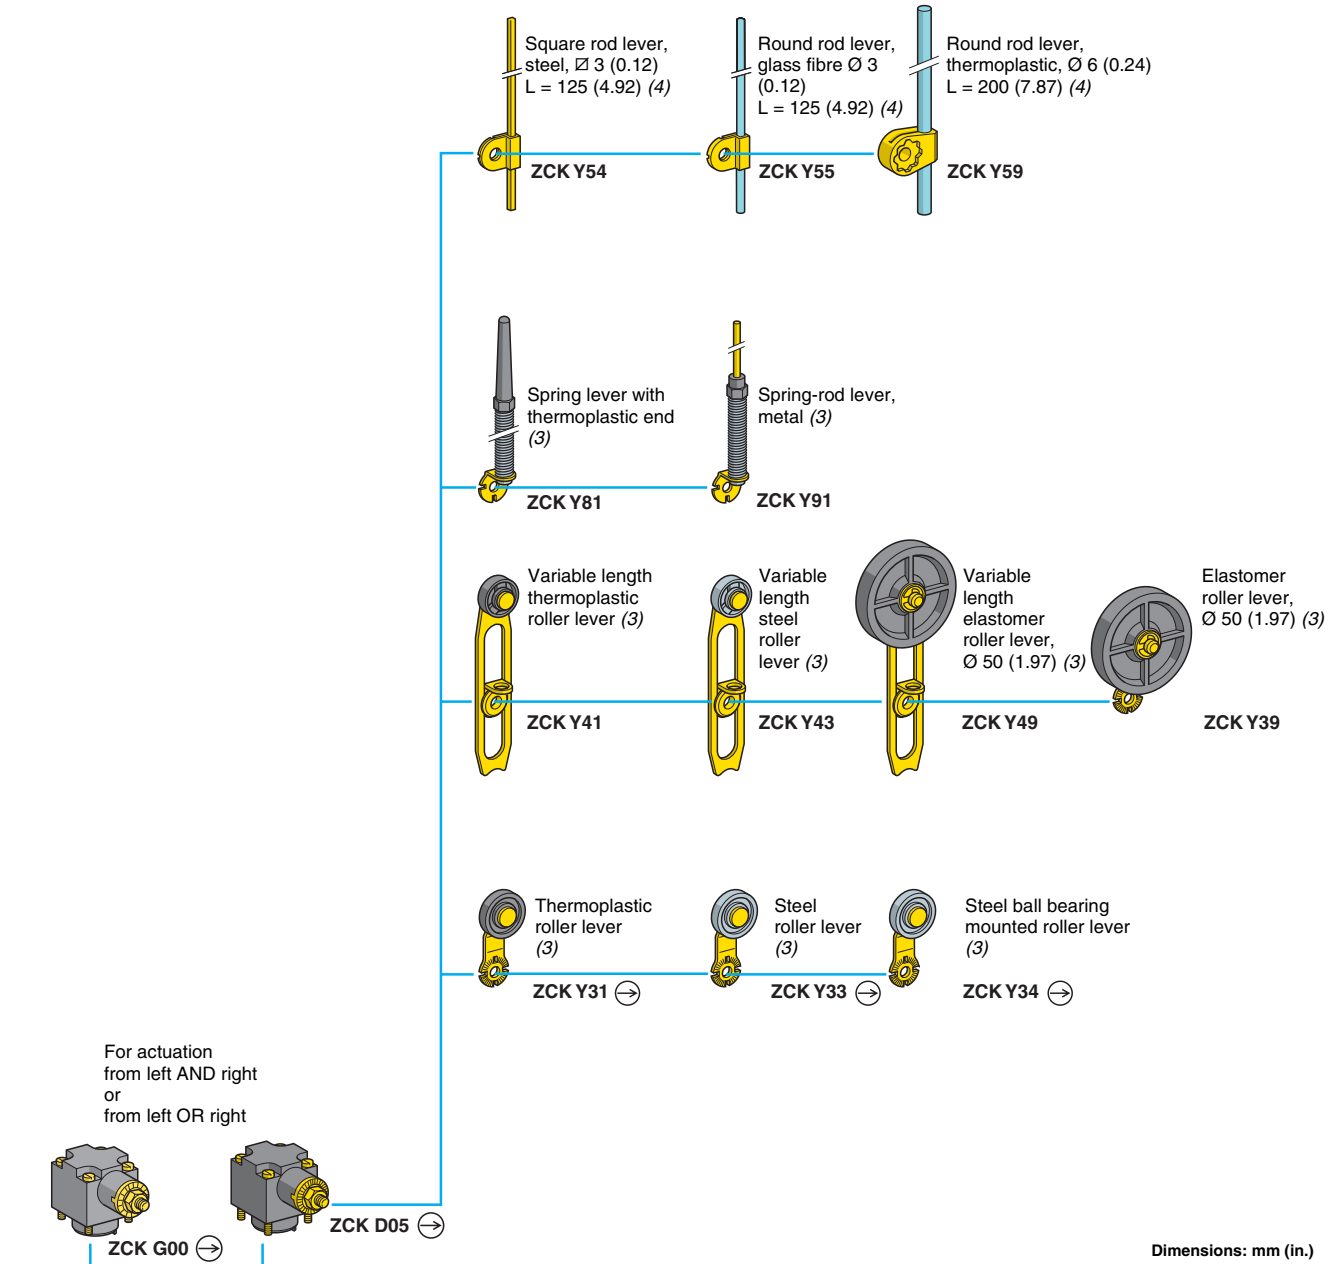 Square rod lever,
steel, ⧄ 3 (0.12)
L = 125 (4.92) (4)
ZCK Y54
Round rod lever,
glass fibre Ø 3
(0.12)
L = 125 (4.92) (4)
ZCK Y55
Round rod lever,
thermoplastic, Ø 6 (0.24)
L = 200 (7.87) (4)
ZCK Y59
Spring lever with
thermoplastic end
(3)
ZCK Y81
Spring-rod lever,
metal (3)
ZCK Y91
Variable length
thermoplastic
roller lever (3)
ZCK Y41
Variable
length
steel
roller
lever (3)
ZCK Y43
Variable
length
elastomer
roller lever,
Ø 50 (1.97) (3)
ZCK Y49
Elastomer
roller lever,
Ø 50 (1.97) (3)
ZCK Y39
Thermoplastic
roller lever
(3)
ZCK Y31
Steel
roller lever
(3)
ZCK Y33
Steel ball bearing
mounted roller lever
(3)
ZCK Y34
For actuation
from left AND right
or
from left OR right
ZCK G00
ZCK D05
Dimensions: mm (in.)